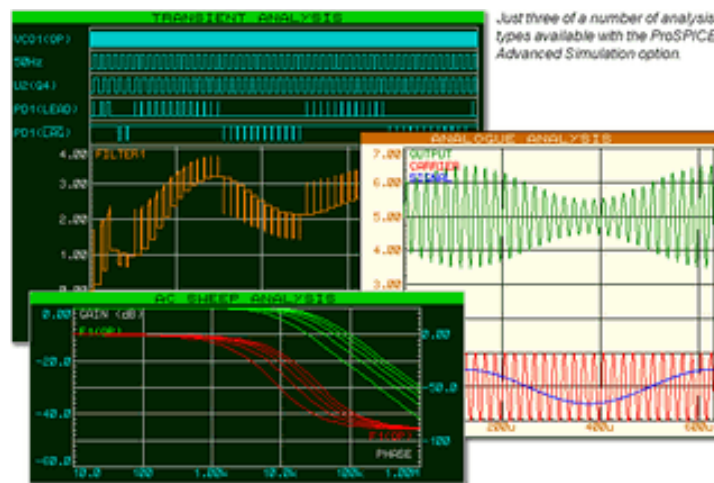 TRANSIENT ANALYSIS
Just three of a number of analysis
types available with the ProSPICE
Advanced Simulation option.
VCO1(OP)
50Hz
U2(Q4)
PD1(LEAD)
PD1(LAG)
4.00
FILTER1
3.00
2.00
1.00
0.00
ANALOGUE ANALYSIS
7.00
OUTPUT
CARRIER
SIGNAL
6.00
5.00
4.00
3.00
200u
400u
600u
AC SWEEP ANALYSIS
0.00
GAIN (dB)
F1(OP)
0.00
-20.0
-50.0
-40.0
F1(OP)
-100
PHASE
-60.0
10.0
100
1.00k
10.0k
100k
1.00M